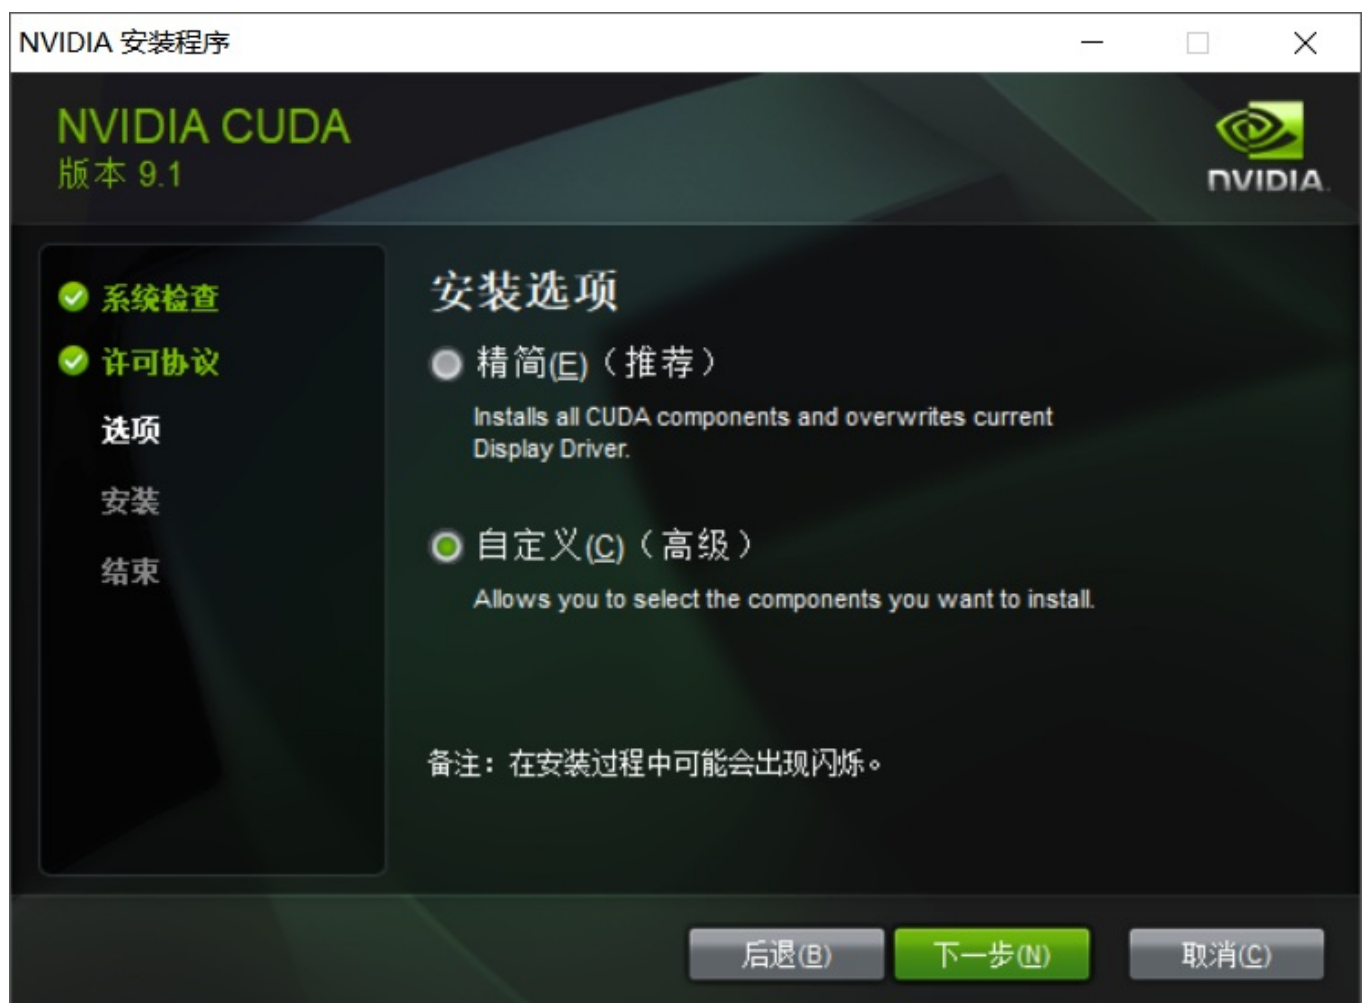 NVIDIA 安装程序
NVIDIA CUDA
版本 9.1
nVIDIA.
系统检查
许可协议
选项
安装
结束
安装选项
精简(E)（推荐）
Installs all CUDA components and overwrites current
Display Driver.
自定义(C)（高级）
Allows you to select the components you want to install.
备注：在安装过程中可能会出现闪烁。
后退(B)
下一步(N)
取消(C)